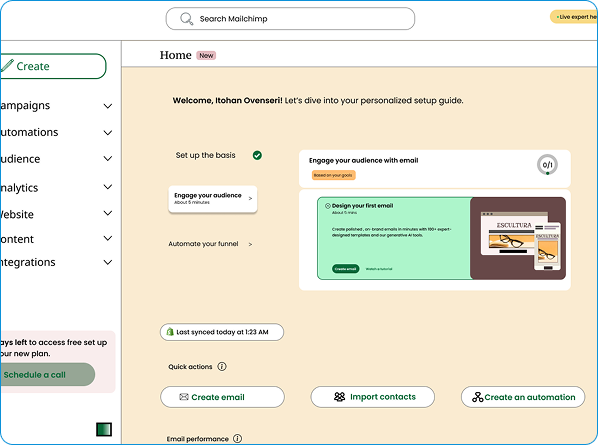 Search Mailchimp
Live expert he
Create
Home
New
ampaigns
utomations
udience
nalytics
Website
ontent
ntegrations
Welcome, Itohan Ovenseri! Let's dive into your personalized setup guide.
Set up the basis
Engage your audience
About 5 minutes
>
Automate your funnel >
Engage your audience with email
Based on your goals
0/1
Design your first email
About 5 mins
Create polished , on-brand emails in minutes with 150+ expert-
designed templates and our generative AI tools.
Create email
Watch a tutorial
ESCULTURA
ESCULTURA
ays left to access free set up
our new plan.
Schedule a call
Last synced today at 1:23 AM
Quick actions
Create email
Import contacts
Create an automation
Email performance